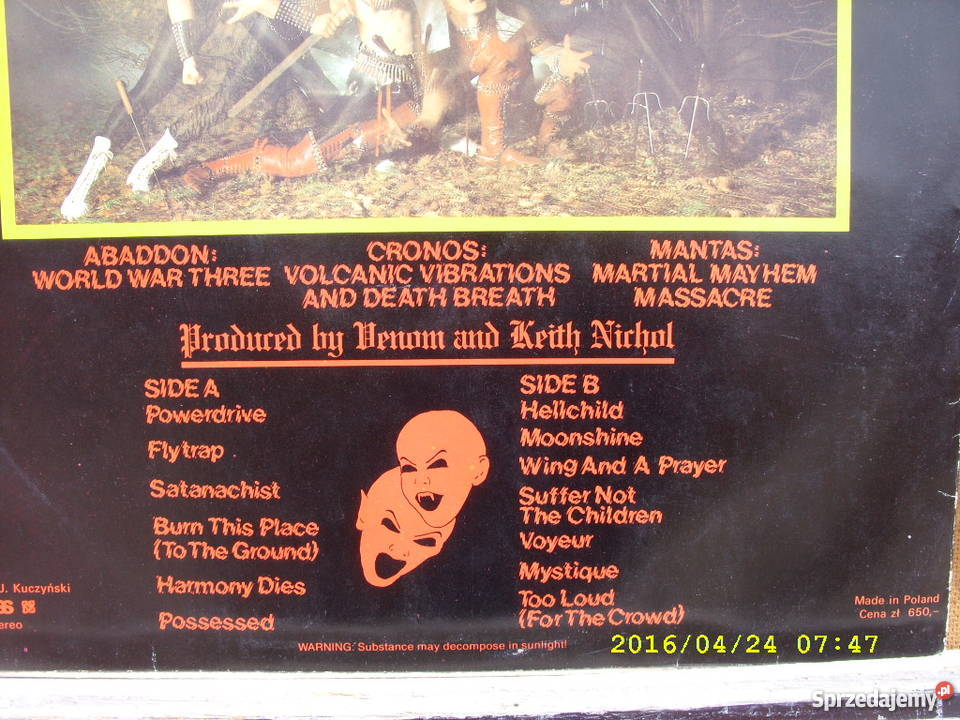 ABADDON:
WORLD WAR THREE
CRONOS:
VOLCANIC VIBRATIONS
AND DEATH BREATH
MANTAS:
MARTIAL MAYHEM
MASSACRE
Produced by Venom and Keith Nichol
SIDE A
Powerdrive
Flytrap
Satanachist
Burn This Place
(To The Ground)
Harmony Dies
Possessed
SIDE B
Hellchild
Moonshine
Wing And A Prayer
Suffer Not
The Children
Voyeur
Mystique
Too Loud
(For The Crowd)
J. Kuczyński
Made in Poland
Cena zł 650,-
WARNING: Substance may decompose in sunlight!
2016/04/24 07:47
Sprzedajemy.pl